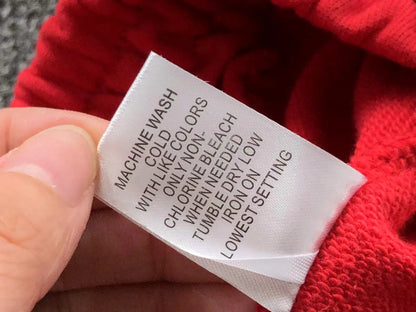 MACHINE WASH
COLD
WITH LIKE COLORS
ONLY NON-
CHLORINE BLEACH
WHEN NEEDED
TUMBLE DRY LOW
IRON ON
LOWEST SETTING